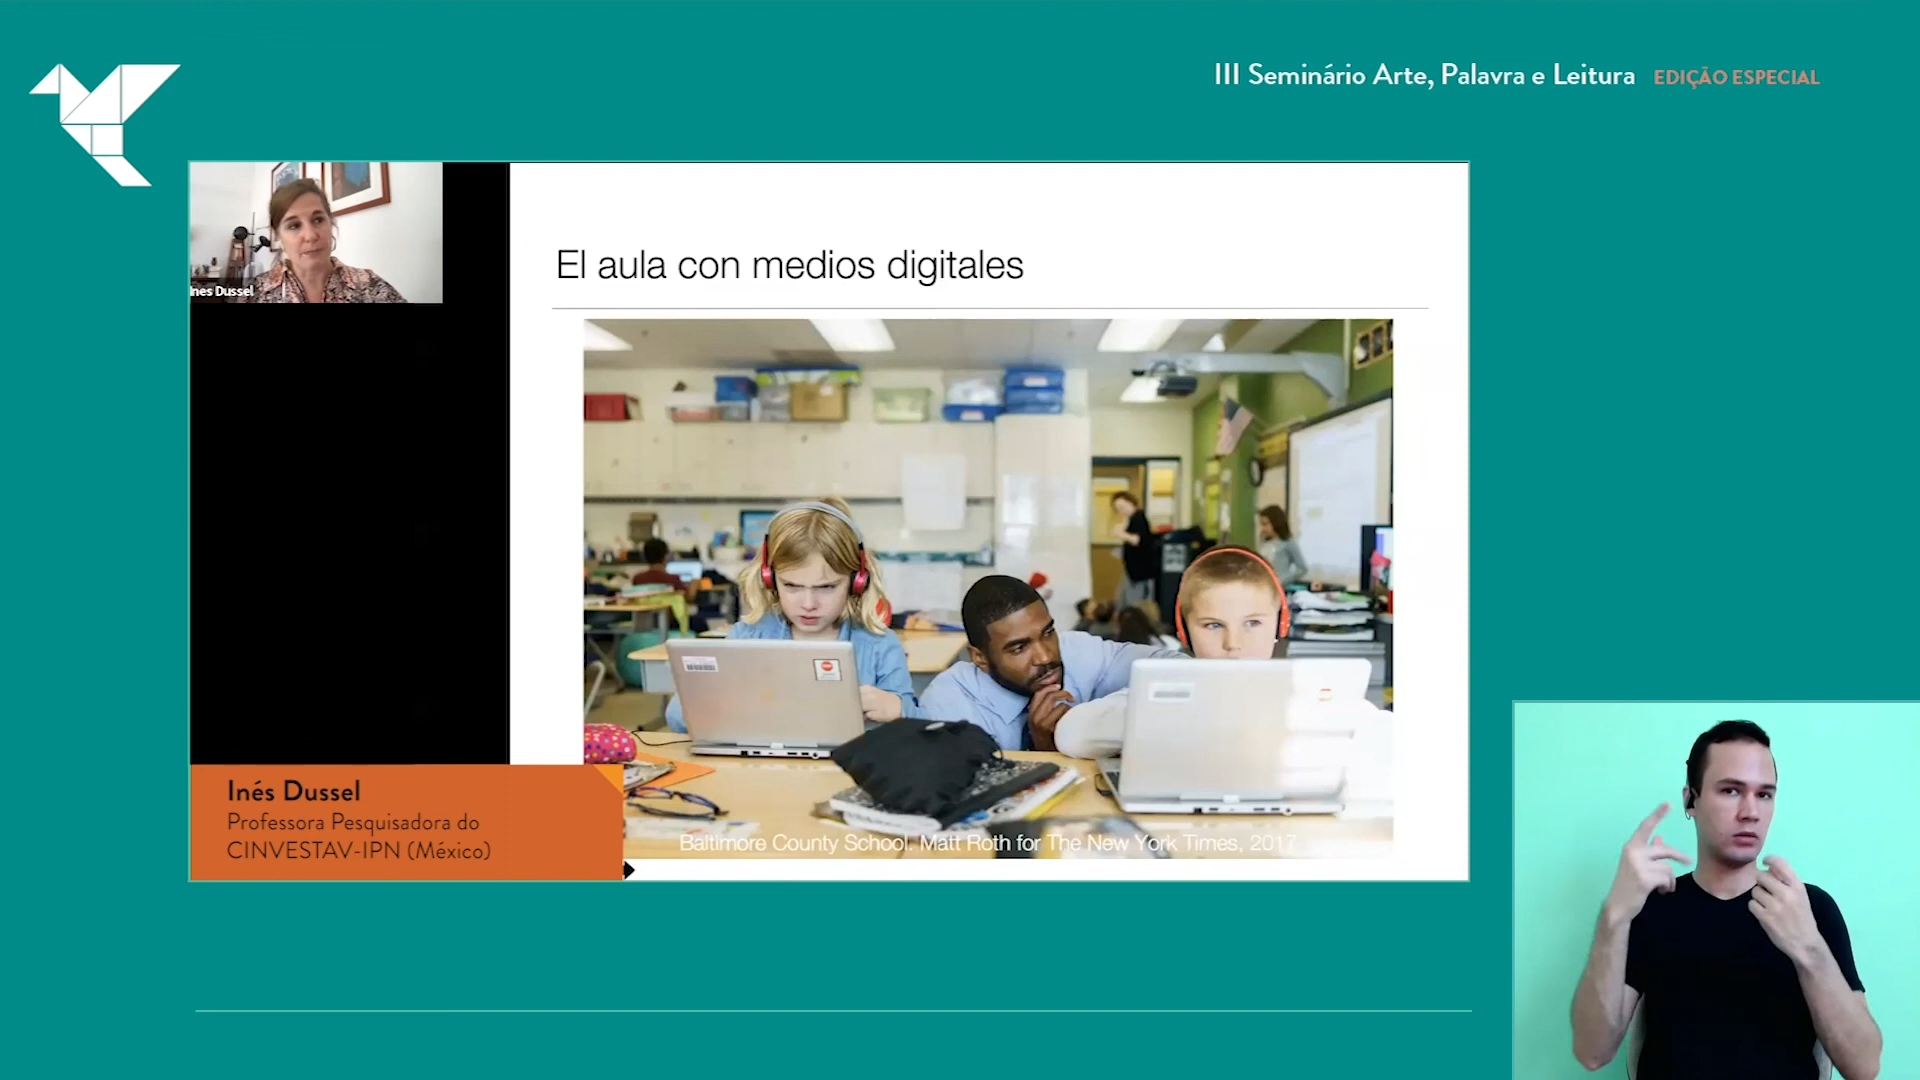 III Seminário Arte, Palavra e Leitura EDIÇÃO ESPECIAL
Ines Dussel
El aula con medios digitales
Baltimore County School. Matt Roth for The New York Times, 2017
Inés Dussel
Professora Pesquisadora do
CINVESTAV-IPN (México)